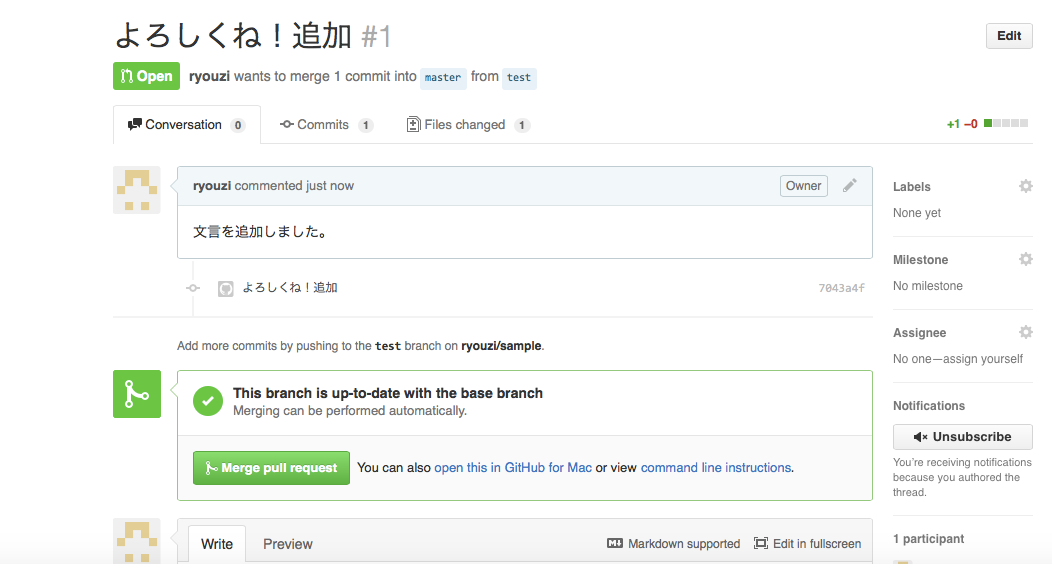 よろしくね！追加 #1
Edit
Open ryouzi wants to merge 1 commit into master from test
Conversation 0 Commits 1 Files changed 1 +1 −0
ryouzi commented just now Owner
文言を追加しました。
よろしくね！追加 7043a4f
Add more commits by pushing to the test branch on ryouzi/sample.
This branch is up-to-date with the base branch
Merging can be performed automatically.
Merge pull request You can also open this in GitHub for Mac or view command line instructions.
Write Preview Markdown supported Edit in fullscreen
Labels
None yet
Milestone
No milestone
Assignee
No one—assign yourself
Notifications
Unsubscribe
You're receiving notifications
because you authored the
thread.
1 participant